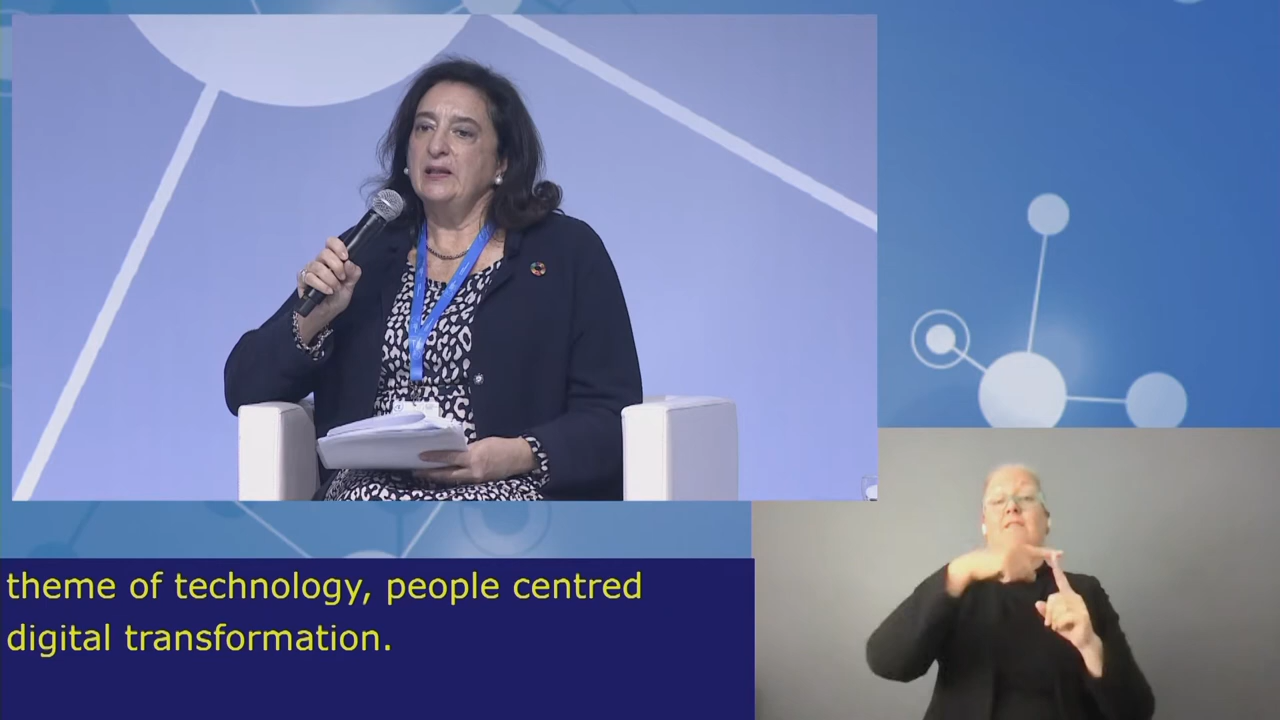 theme of technology, people centred
digital transformation.